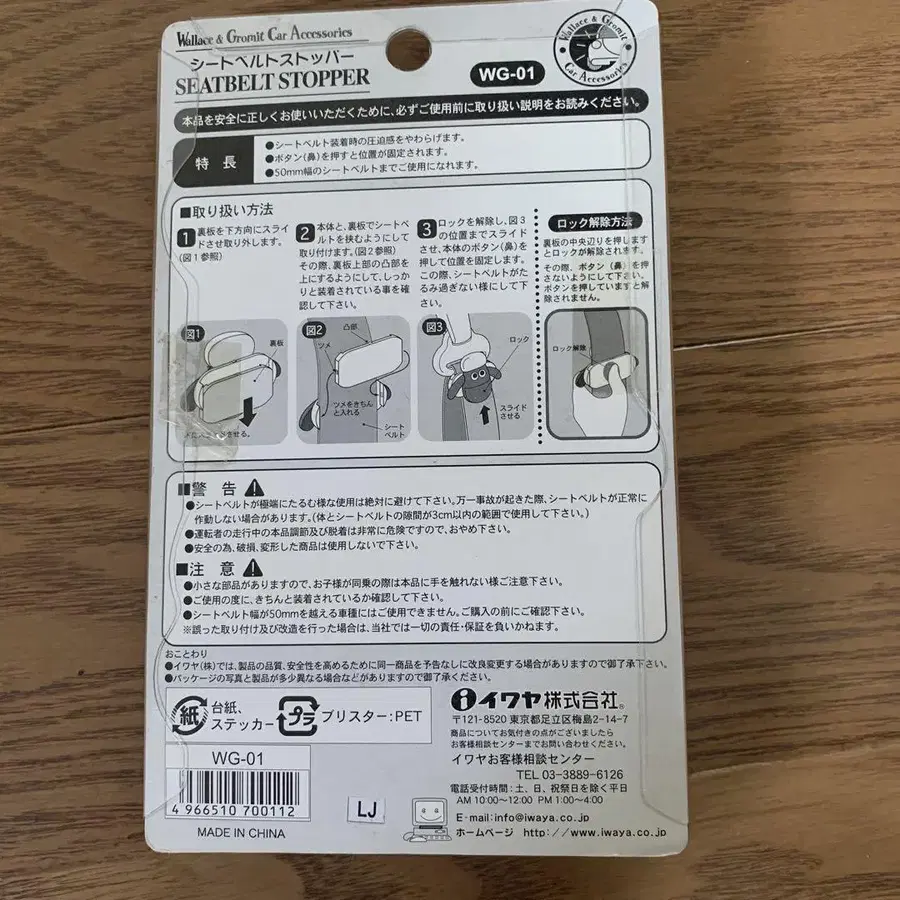 Wallace & Gromit Car Accessories
シートベルトストッパー
SEATBELT STOPPER
WG-01
Wallace & Gromit
Car Accessories
本品を安全に正しくお使いいただくために、必ずご使用前に取り扱い説明をお読みください。
特 長
●シートベルト装着時の圧迫感をやわらげます。
●ボタン(鼻)を押すと位置が固定されます。
●50mm幅のシートベルトまでご使用になれます。
■取り扱い方法
1 裏板を下方向にスライ
ドさせ取り外します。
(図1参照)
2 本体と、裏板でシートベ
ルトを挟むようにして
取り付けます。(図2参照)
その際、裏板上部の凸部を
上にするようにして、しっか
りと装着されている事を確
認して下さい。
3 ロックを解除し、図3
の位置までスライド
させ、本体のボタン(鼻)を
押して位置を固定します。
この際、シートベルトがた
るみ過ぎない様にして下
さい。
ロック解除方法
裏板の中央辺りを押します
とロックが解除されます。
その際、ボタン(鼻)を押
さないようにして下さい。
ボタンを押していますと解
除されません。
図1
裏板
させる。
図2
凸部
ツメ
ツメをきちん
と入れる
シート
ベルト
図3
ロック
スライド
させる
ロック解除
■警 告
●シートベルトが極端にたるむ様な使用は絶対に避けて下さい。万一事故が起きた際、シートベルトが正常に
作動しない場合があります。(体とシートベルトの隙間が3cm以内の範囲で使用して下さい。)
●運転者の走行中の本品調節及び脱着は非常に危険ですので、おやめ下さい。
●安全の為、破損、変形した商品は使用しないで下さい。
■注 意
●小さな部品がありますので、お子様が同乗の際は本品に手を触れない様ご注意下さい。
●ご使用の度に、きちんと装着されているか確認して下さい。
●シートベルト幅が50mmを越える車種にはご使用できません。ご購入の前にご確認下さい。
※誤った取り付け及び改造を行った場合は、当社では一切の責任・保証を負いかねます。
おことわり
●イワヤ(株)では、製品の品質、安全性を高めるために同一商品を予告なしに改良変更する場合がありますので御了承下さい。
●パッケージの写真と製品が多少異なる場合などがありますので御了承ください。
紙 台紙、
ステッカー
プラ ブリスター:PET
イワヤ株式会社®
〒121-8520 東京都足立区梅島2-14-7
商品についてお気付きの点がございましたら
お客様相談センターまでお問い合わせください。
イワヤお客様相談センター
TEL 03-3889-6126
電話受付時間:土、日、祝祭日を除く平日
AM 10:00~12:00 PM 1:00~4:00
E-mail:info@iwaya.co.jp
ホームページ http://www.iwaya.co.jp
WG-01
4 966510 700112
MADE IN CHINA
LJ